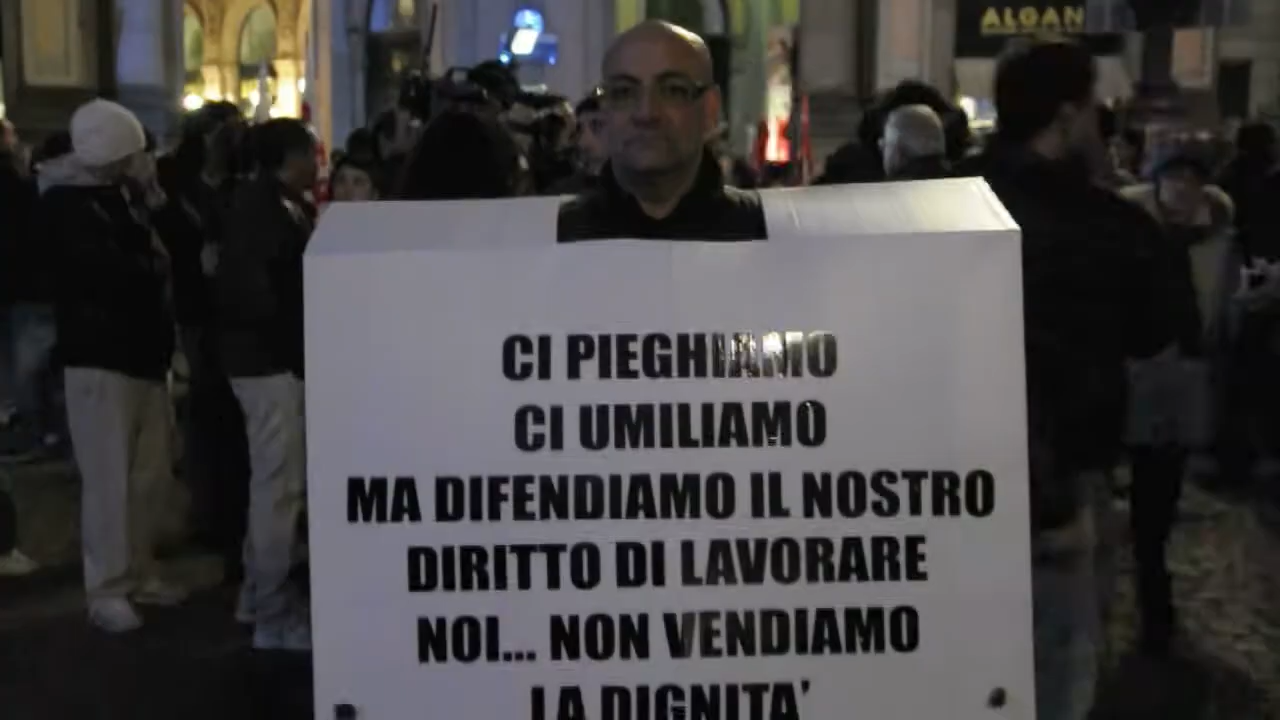 ALGAN
CI PIEGHIAMO
CI UMILIAMO
MA DIFENDIAMO IL NOSTRO
DIRITTO DI LAVORARE
NOI... NON VENDIAMO
LA DIGNITA'